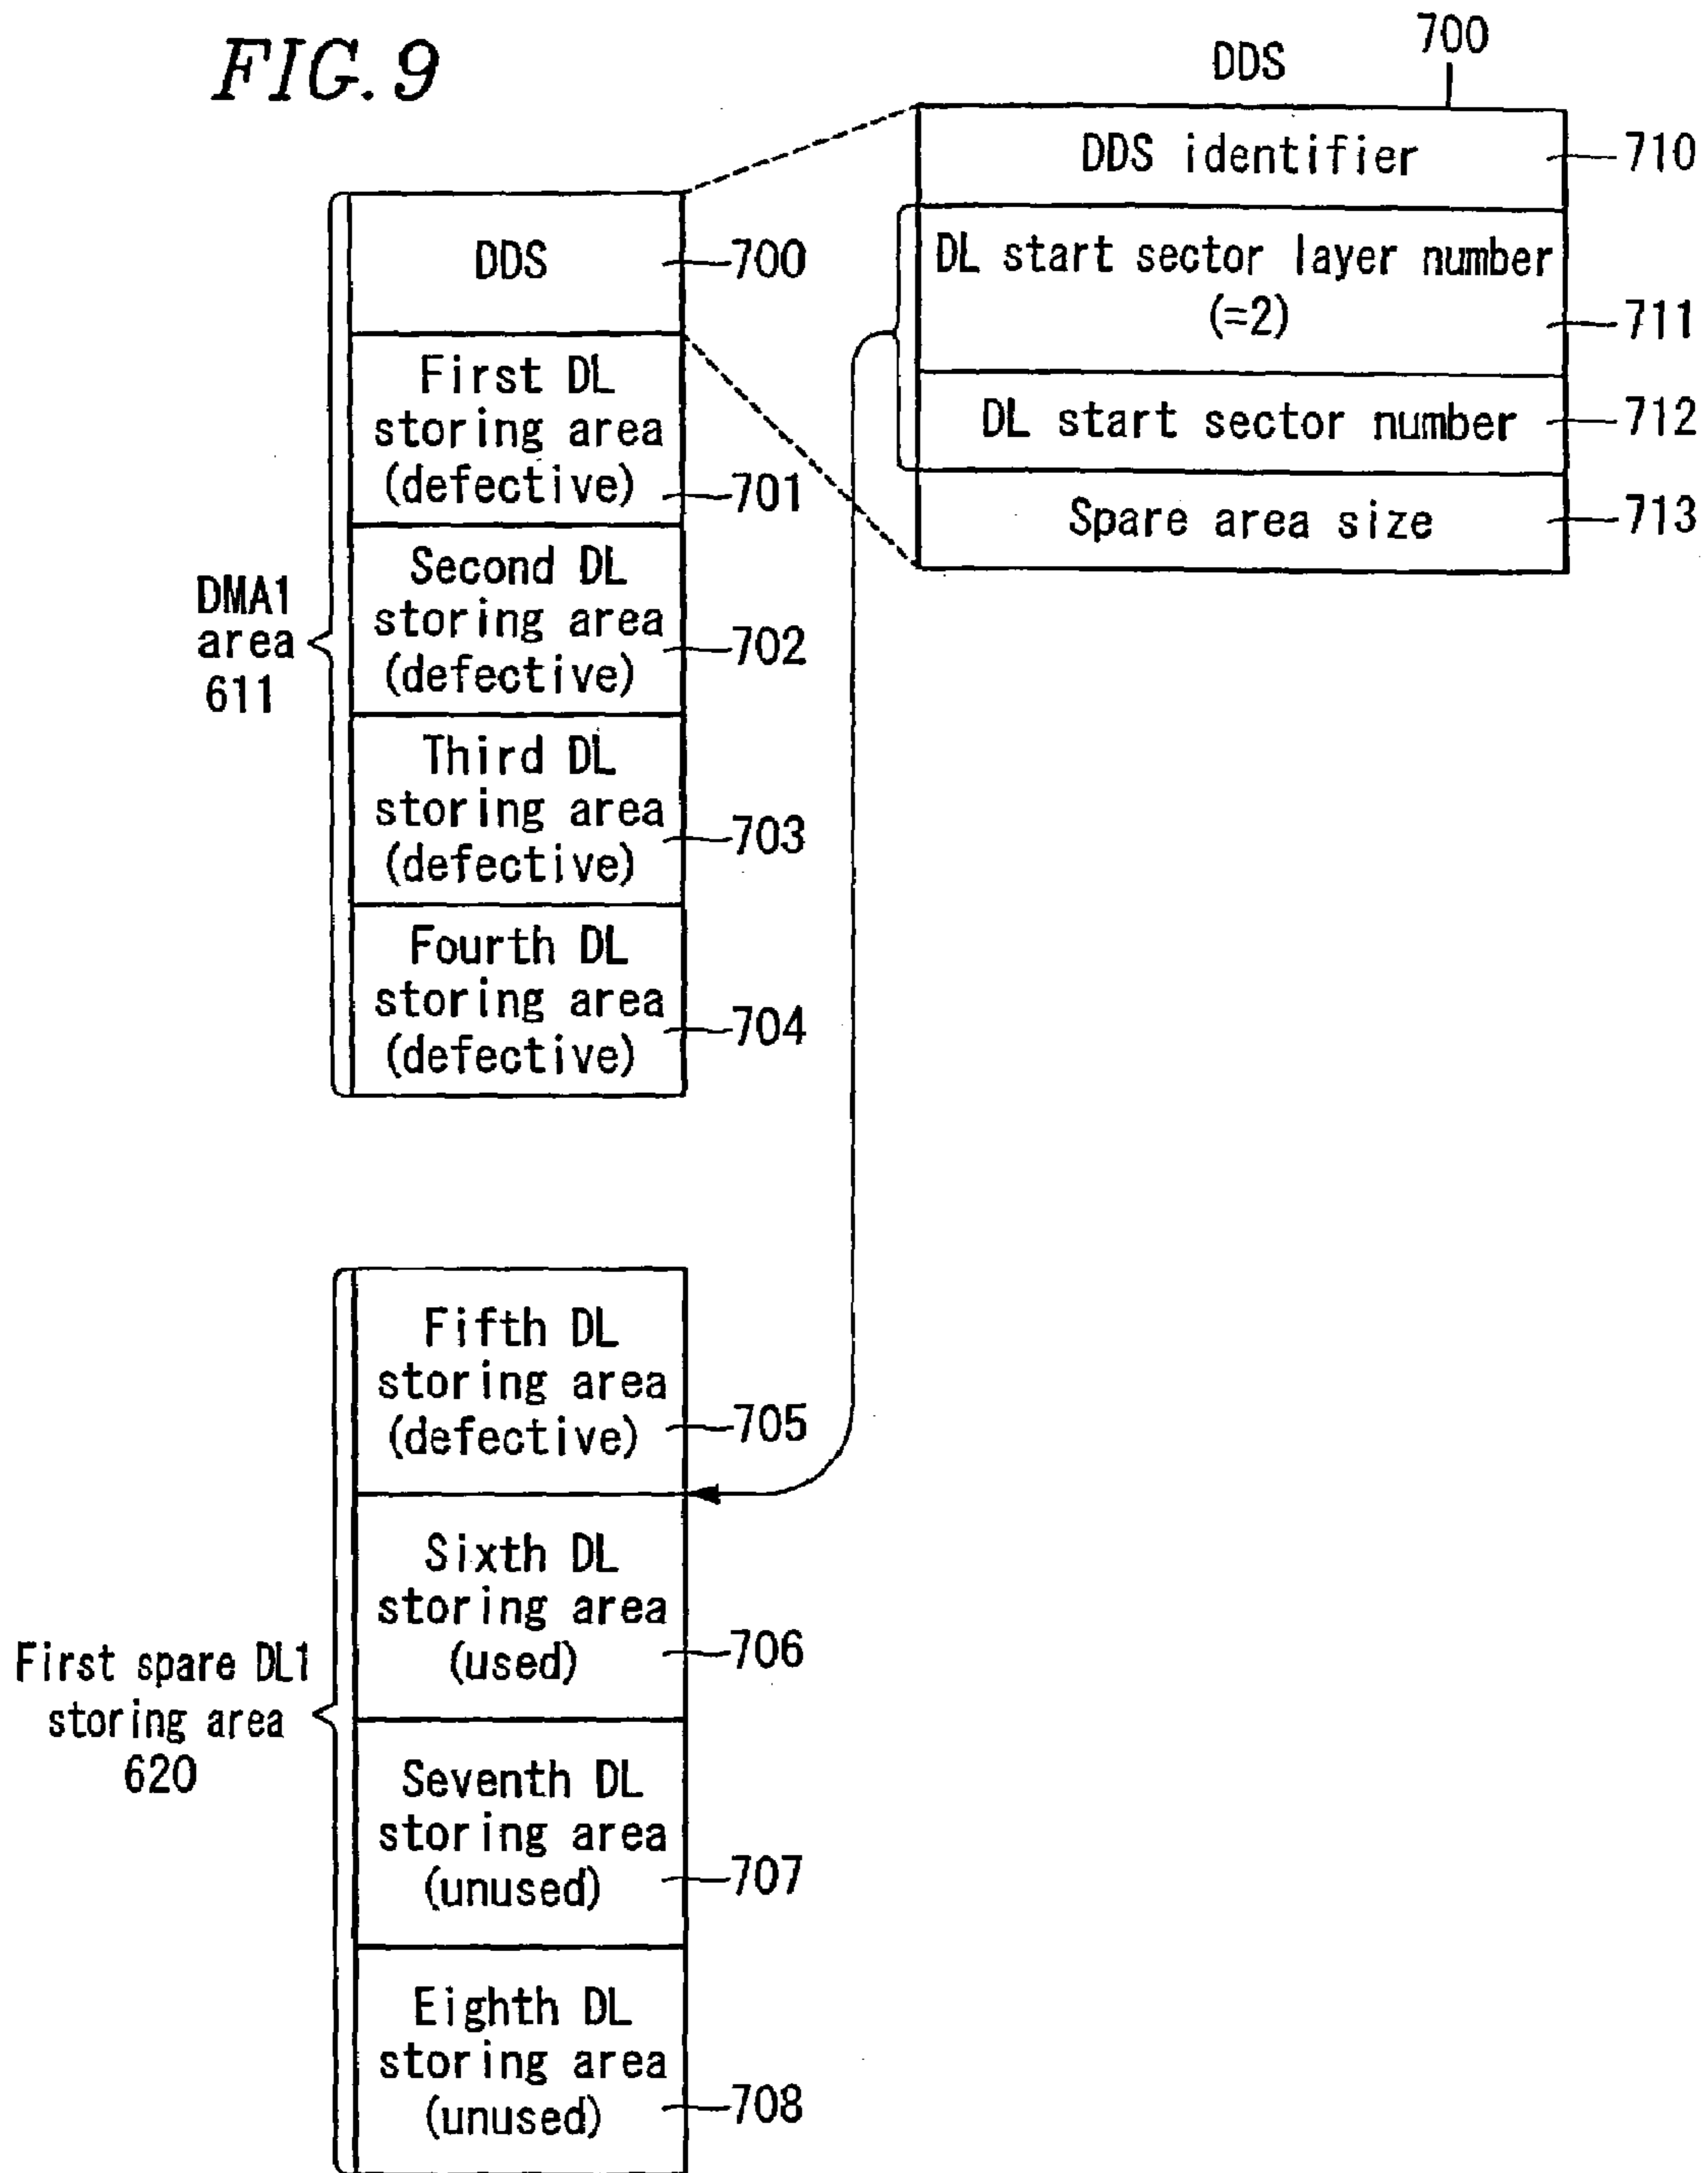 FIG. 9
DDS
700
DDS identifier
710
DL start sector layer number
(=2)
711
DL start sector number
712
Spare area size
713
DMA1
area
611
DDS
700
First DL
storing area
(defective)
701
Second DL
storing area
(defective)
702
Third DL
storing area
(defective)
703
Fourth DL
storing area
(defective)
704
First spare DL1
storing area
620
Fifth DL
storing area
(defective)
705
Sixth DL
storing area
(used)
706
Seventh DL
storing area
(unused)
707
Eighth DL
storing area
(unused)
708